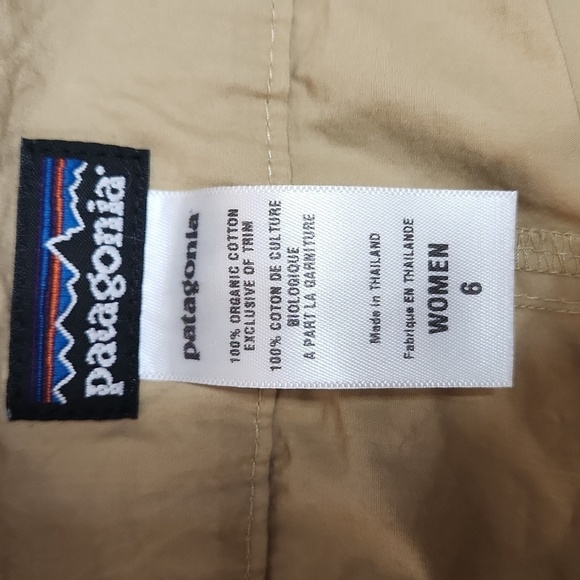 patagonia®
patagonia®
100% ORGANIC COTTON
EXCLUSIVE OF TRIM
100% COTON DE CULTURE
BIOLOGIQUE
A PART LA GARNITURE
Made in THAILAND
Fabriqué EN THAILANDE
WOMEN
6